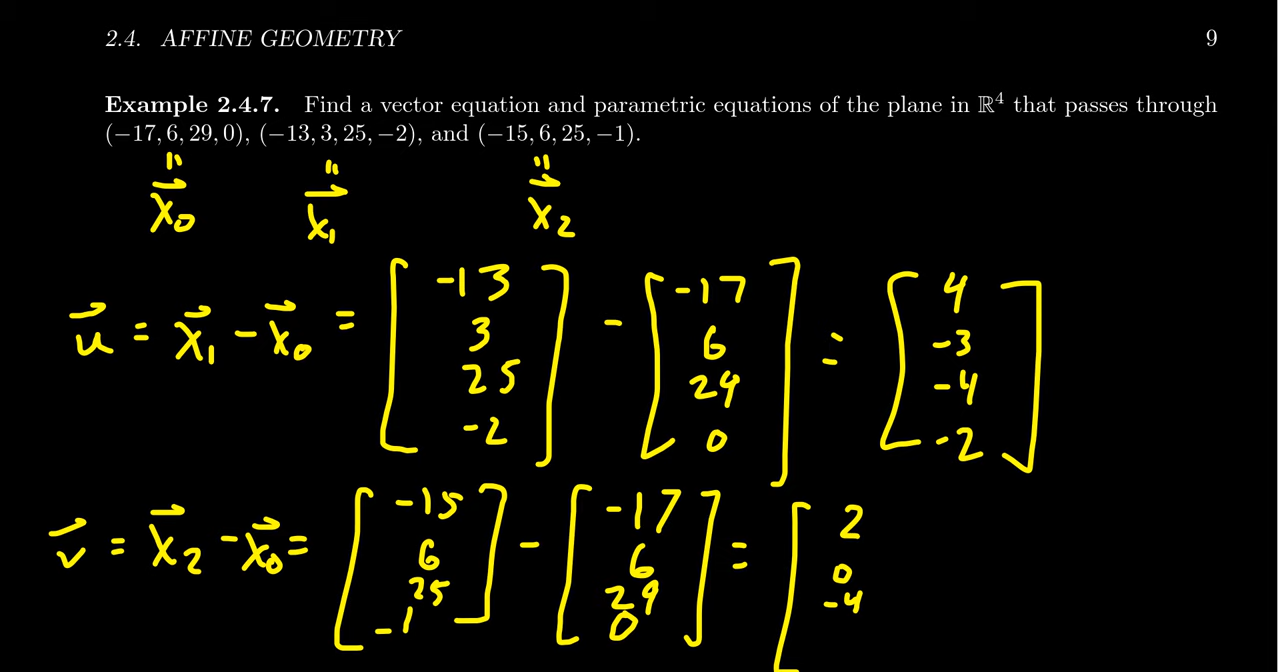 2.4. AFFINE GEOMETRY 9
Example 2.4.7. Find a vector equation and parametric equations of the plane in ℝ⁴ that passes through
(−17, 6, 29, 0), (−13, 3, 25, −2), and (−15, 6, 25, −1).
" " "
x⃗₀ x⃗₁ x⃗₂
u⃗ = x⃗₁ − x⃗₀ = [−13 3 25 −2] − [−17 6 29 0] = [4 −3 −4 −2]
v⃗ = x⃗₂ − x⃗₀ = [−15 6 25 −1] − [−17 6 29 0] = [2 0 −4